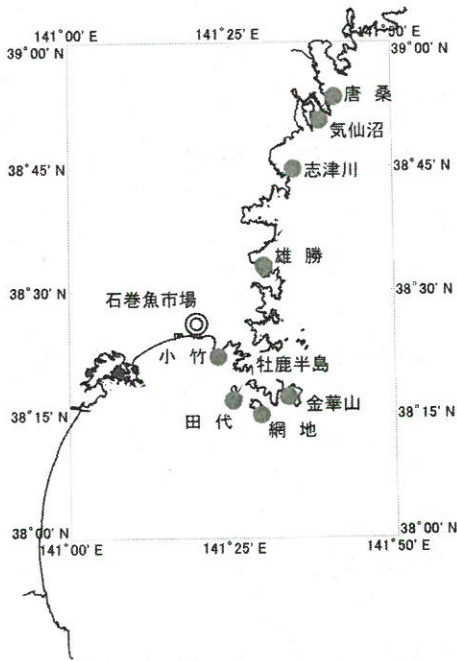 141° 00' E
141° 25' E
141° 50' E
39° 00' N
39° 00' N
唐 桑
気仙沼
38° 45' N
志津川
38° 45' N
雄 勝
38° 30' N
石巻魚市場
38° 30' N
小 竹
牡鹿半島
38° 15' N
田 代
金華山
38° 15' N
網 地
38° 00' N
38° 00' N
141° 00' E
141° 25' E
141° 50' E